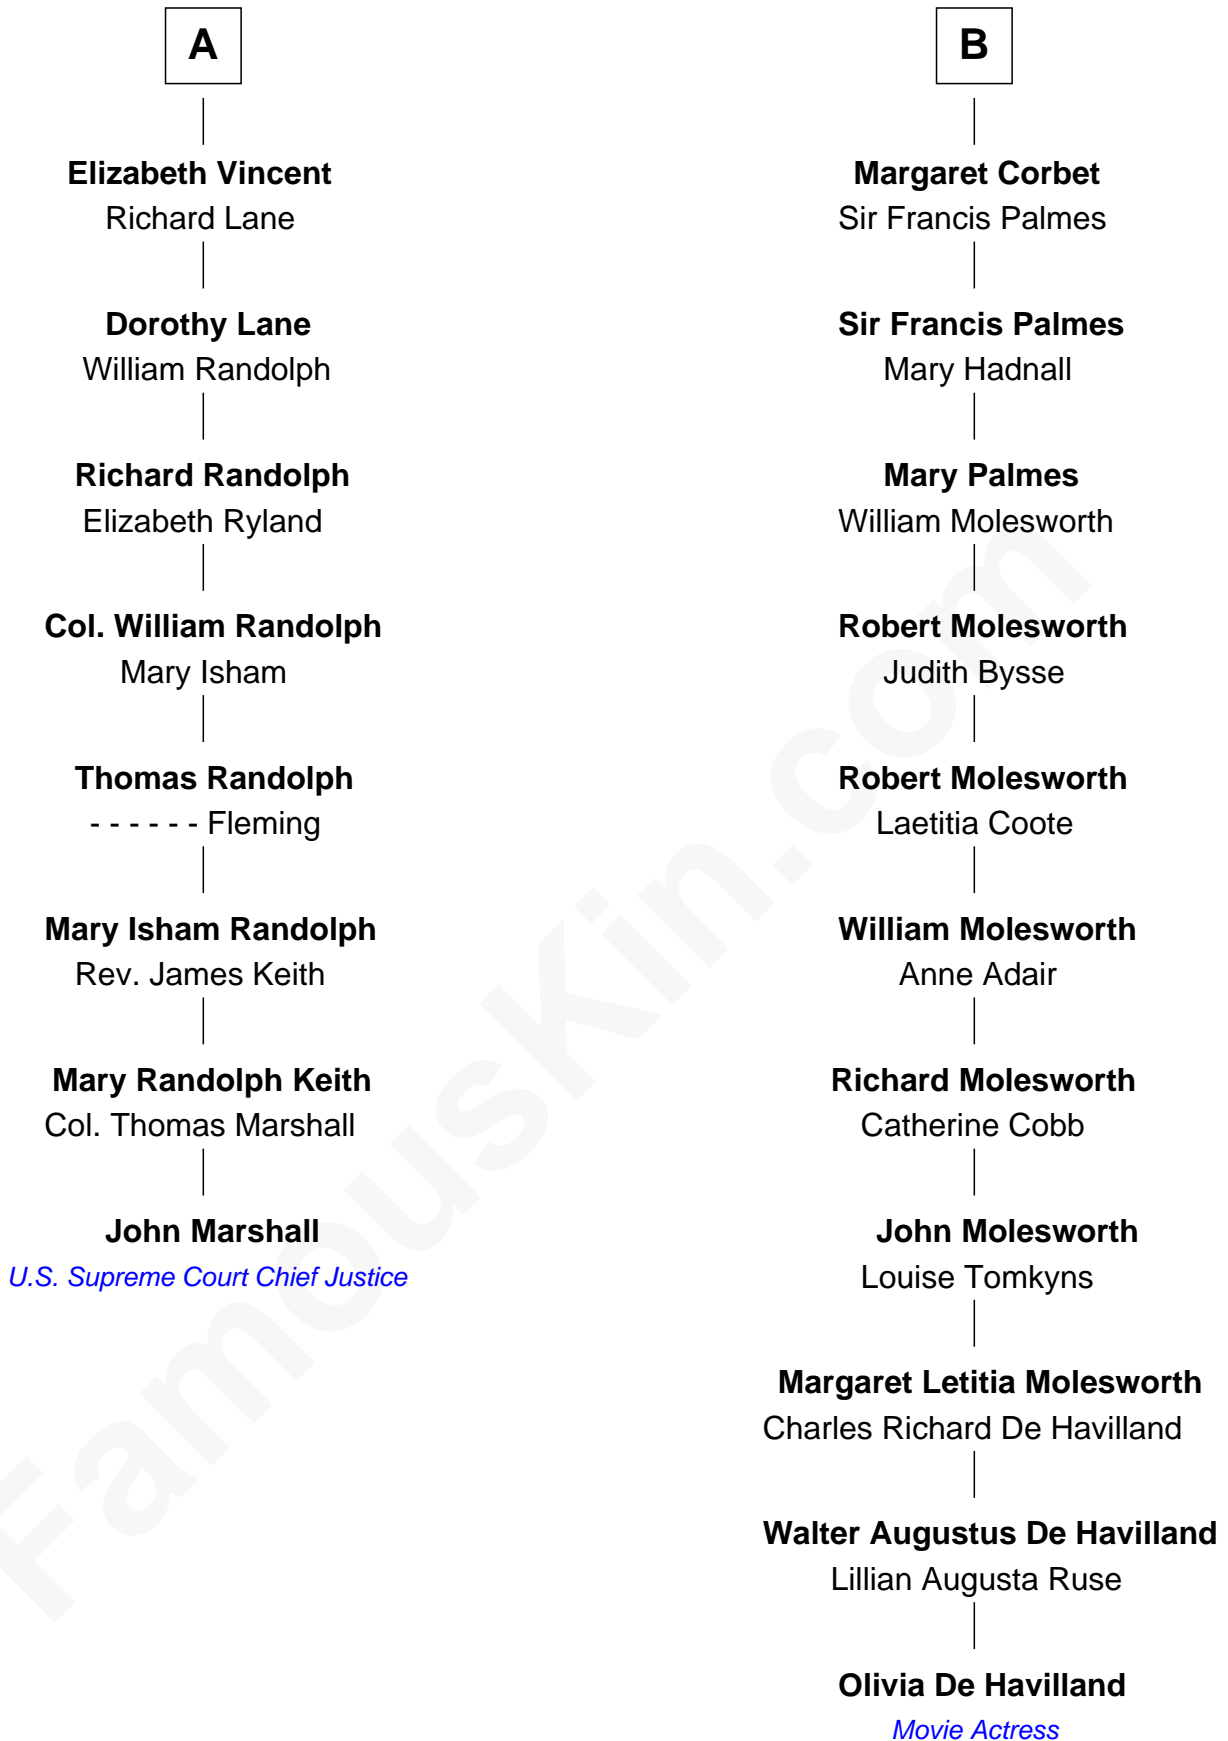 A
Elizabeth Vincent
Richard Lane
Dorothy Lane
William Randolph
Richard Randolph
Elizabeth Ryland
Col. William Randolph
Mary Isham
Thomas Randolph
- - - - - - Fleming
Mary Isham Randolph
Rev. James Keith
Mary Randolph Keith
Col. Thomas Marshall
John Marshall
U.S. Supreme Court Chief Justice
B
Margaret Corbet
Sir Francis Palmes
Sir Francis Palmes
Mary Hadnall
Mary Palmes
William Molesworth
Robert Molesworth
Judith Bysse
Robert Molesworth
Laetitia Coote
William Molesworth
Anne Adair
Richard Molesworth
Catherine Cobb
John Molesworth
Louise Tomkyns
Margaret Letitia Molesworth
Charles Richard De Havilland
Walter Augustus De Havilland
Lillian Augusta Ruse
Olivia De Havilland
Movie Actress
FamousKin.com